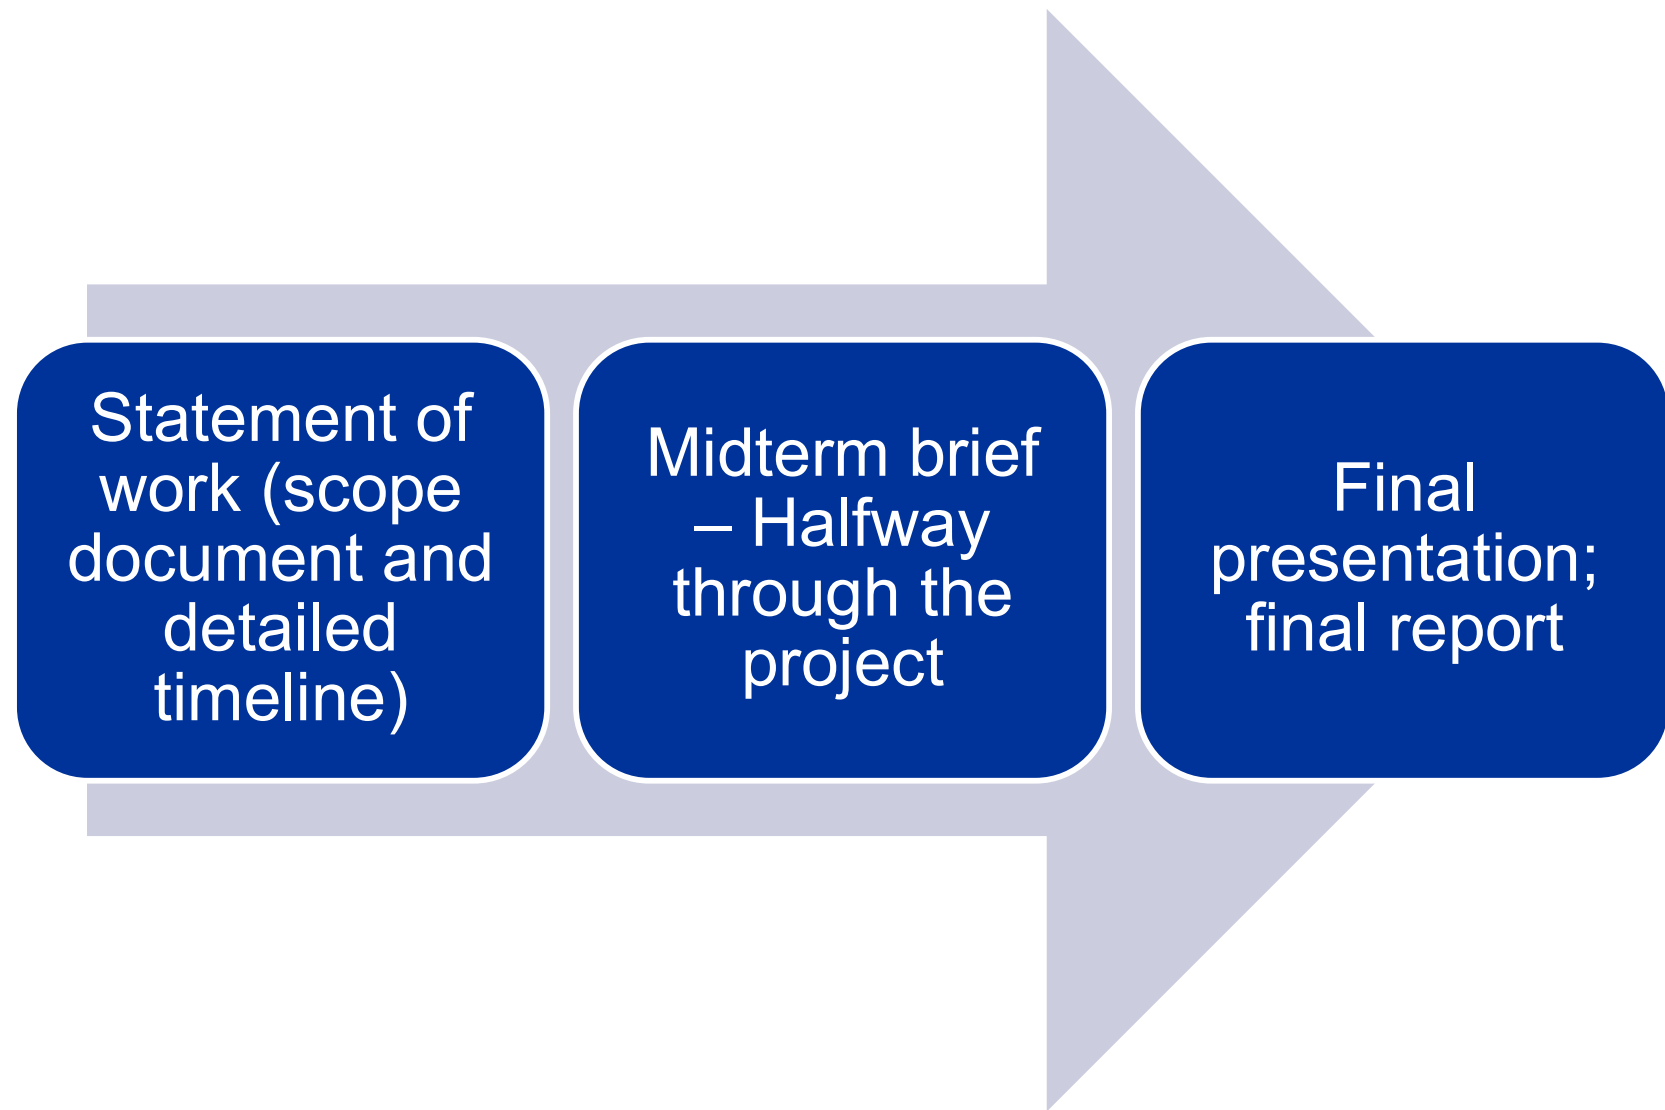 Statement of
work (scope
document and
detailed
timeline)
Midterm brief
– Halfway
through the
project
Final
presentation;
final report